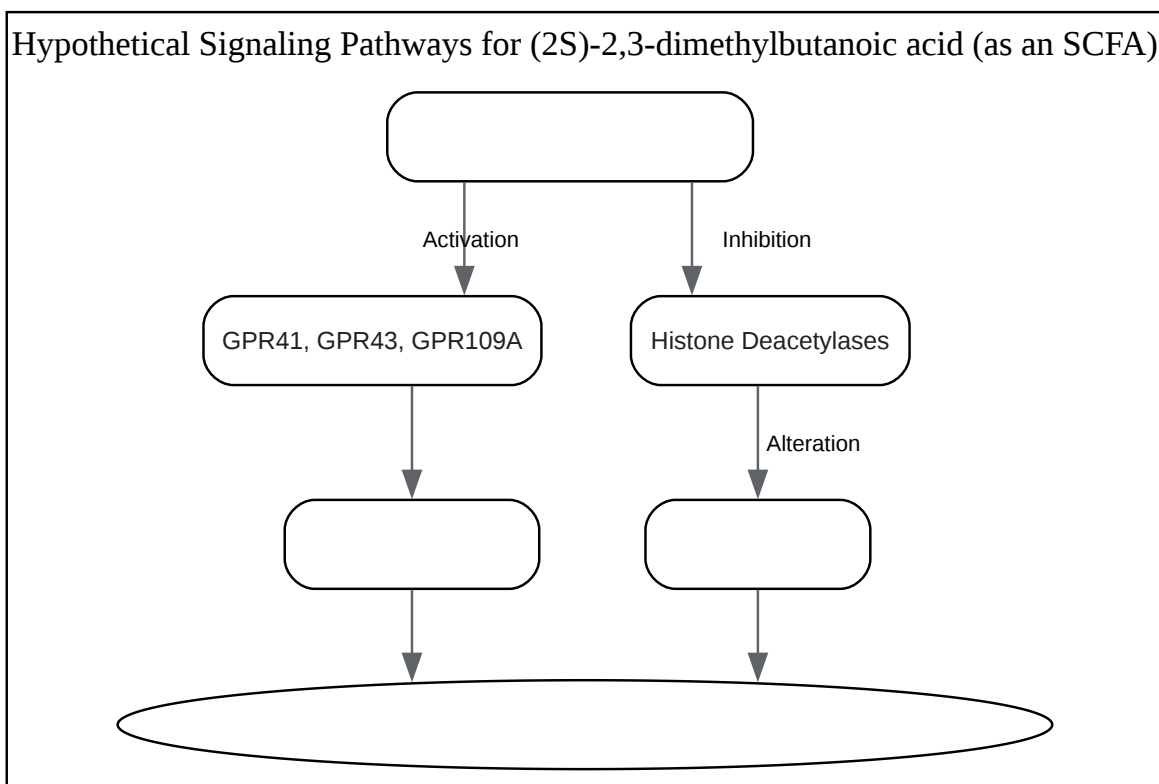 Hypothetical Signaling Pathways for (2S)-2,3-dimethylbutanoic acid (as an SCFA)
Activation
Inhibition
GPR41, GPR43, GPR109A
Histone Deacetylases
Alteration